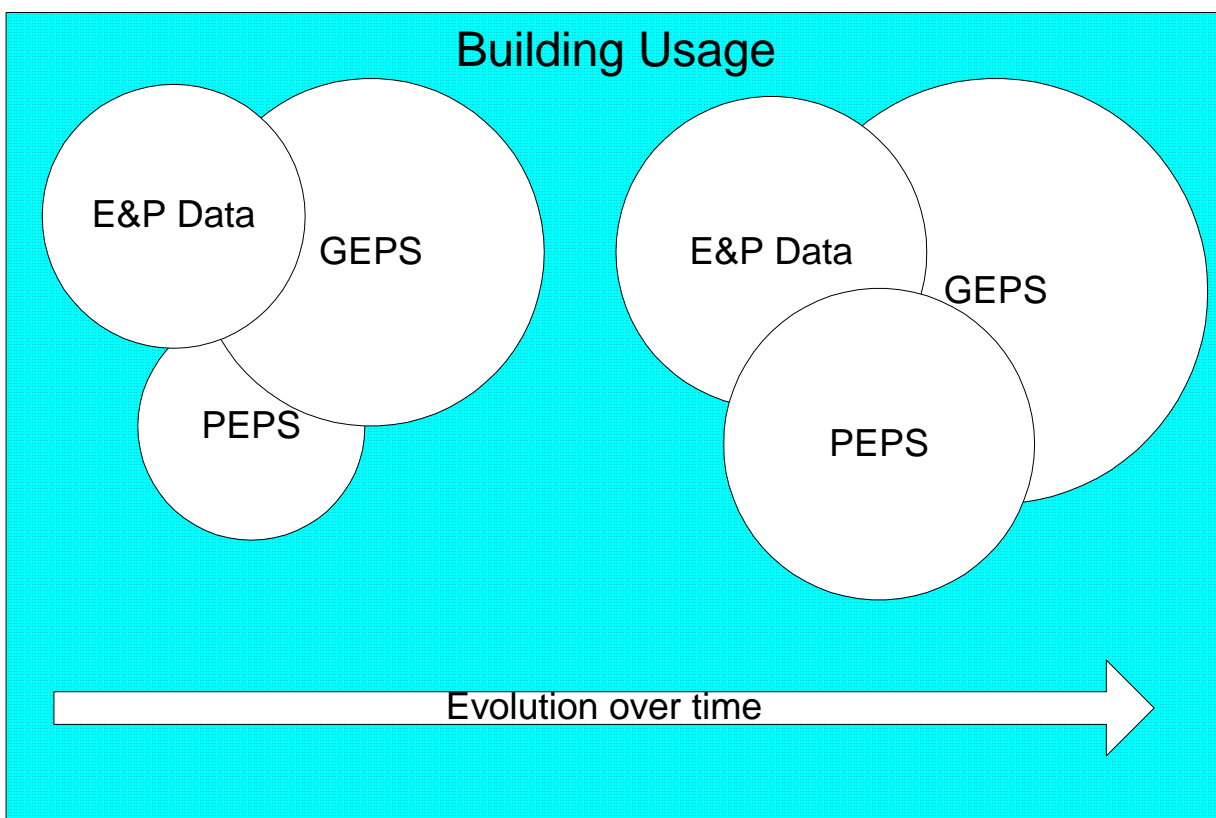 Building Usage
E&P Data
GEPS
PEPS
E&P Data
GEPS
PEPS
Evolution over time